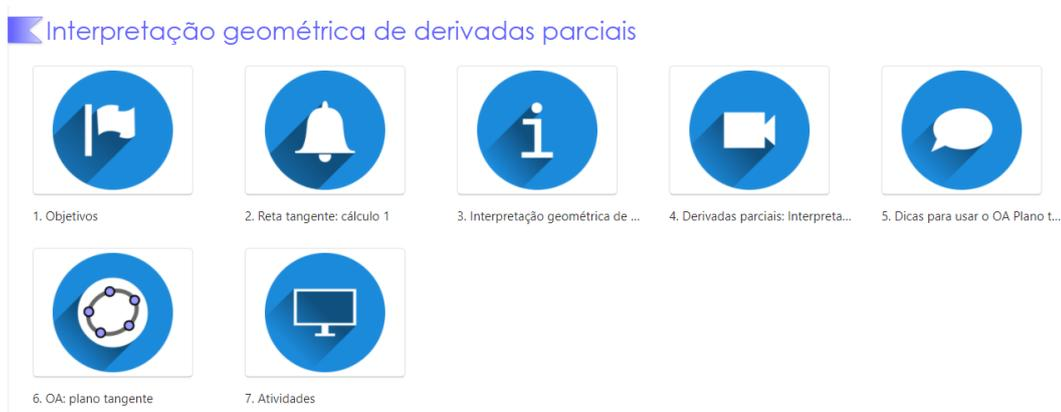 Interpretação geométrica de derivadas parciais
1. Objetivos
2. Reta tangente: cálculo 1
3. Interpretação geométrica de ...
4. Derivadas parciais: Interpreta...
5. Dicas para usar o OA Plano t...
6. OA: plano tangente
7. Atividades